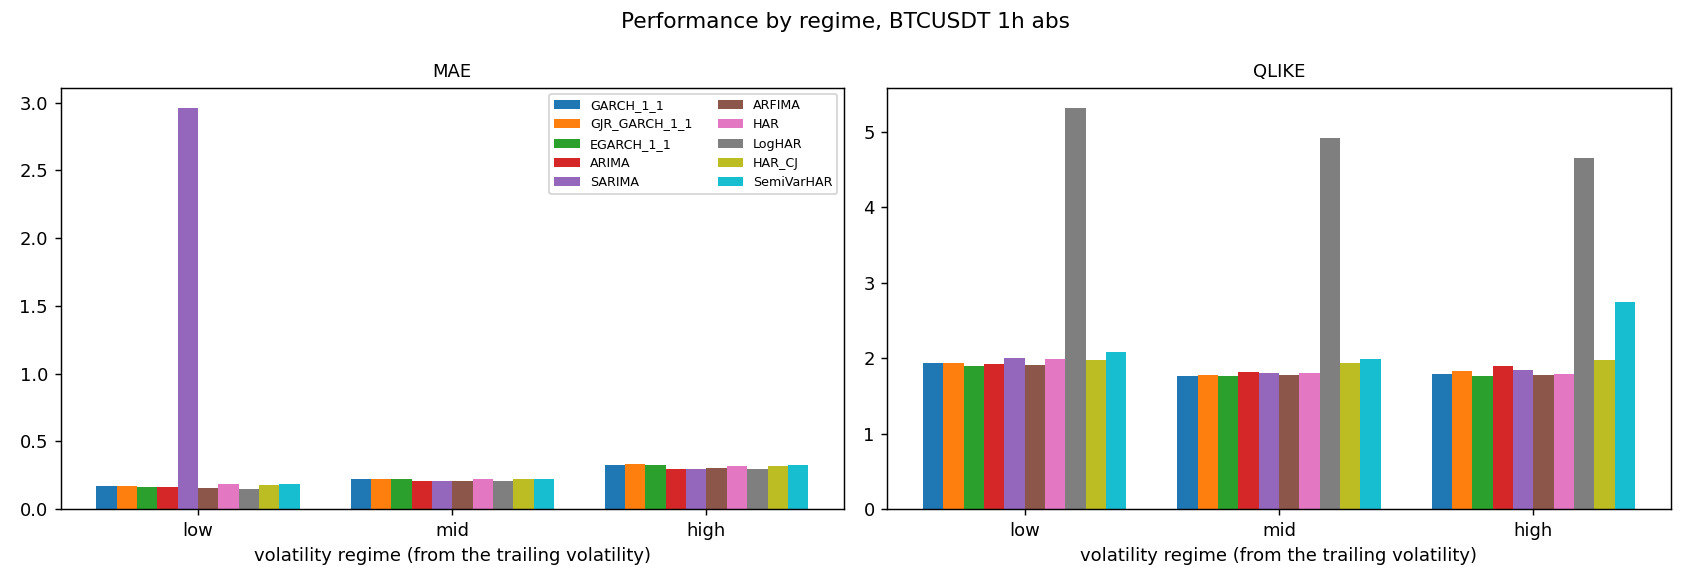 Performance by regime, BTCUSDT 1h abs
MAE
3.0
2.5
2.0
1.5
1.0
0.5
0.0
GARCH_1_1
GJR_GARCH_1_1
EGARCH_1_1
ARIMA
SARIMA
ARFIMA
HAR
LogHAR
HAR_CJ
SemiVarHAR
low
mid
high
volatility regime (from the trailing volatility)
QLIKE
5
4
3
2
1
0
low
mid
high
volatility regime (from the trailing volatility)